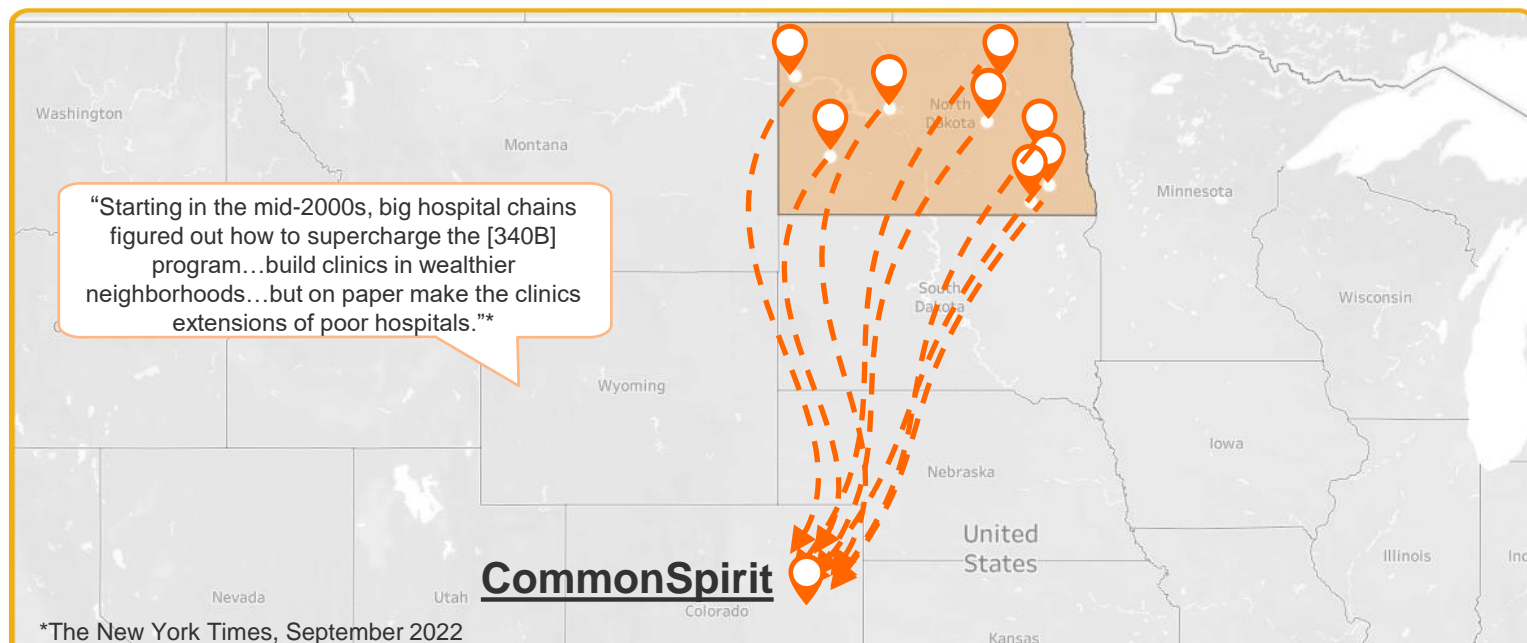 Washington
Montana
North
Dakota
Minnesota
“Starting in the mid-2000s, big hospital chains
figured out how to supercharge the [340B]
program…build clinics in wealthier
neighborhoods…but on paper make the clinics
extensions of poor hospitals.”*
South
Dakota
Wisconsin
Wyoming
Iowa
Nebraska
United
States
Illinois
CommonSpirit
Nevada
Utah
Colorado
Kansas
*The New York Times, September 2022